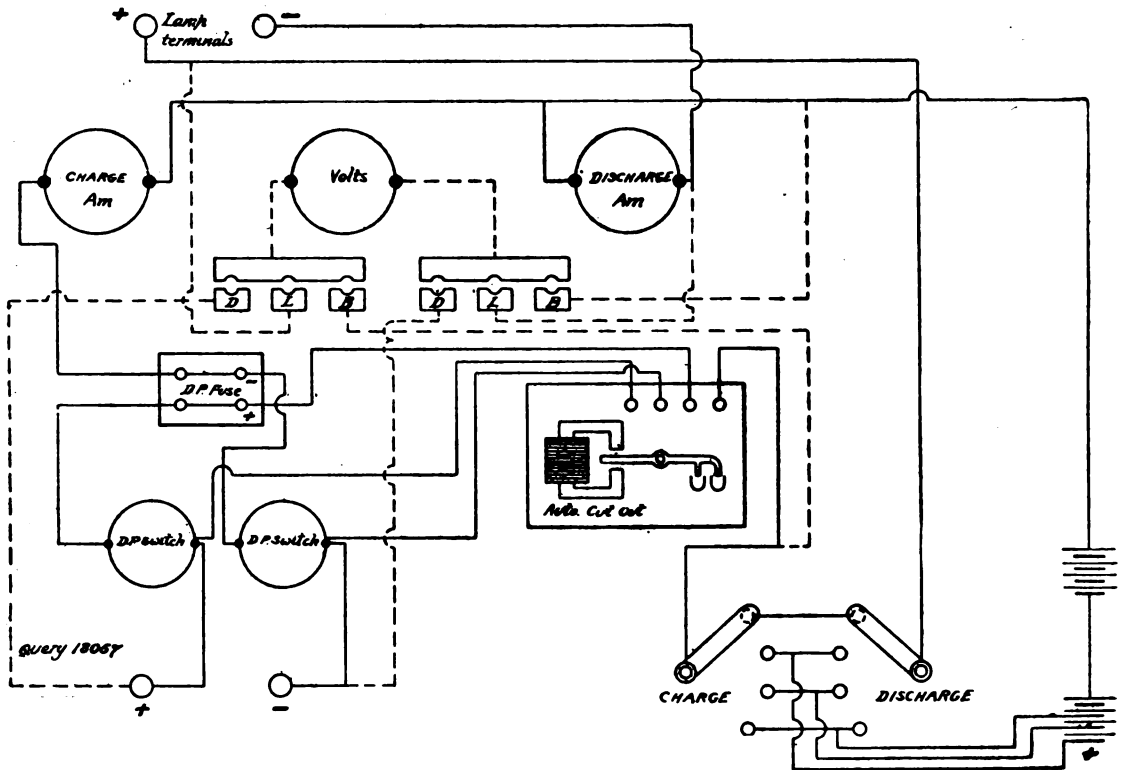 + Lamp terminals −
CHARGE Am
Volts
DISCHARGE Am
D L B
D L B
D.P. Fuse
−
+
Auto. Cut Out
D.P. Switch
D.P. Switch
Query 18067
+
−
CHARGE
DISCHARGE
+